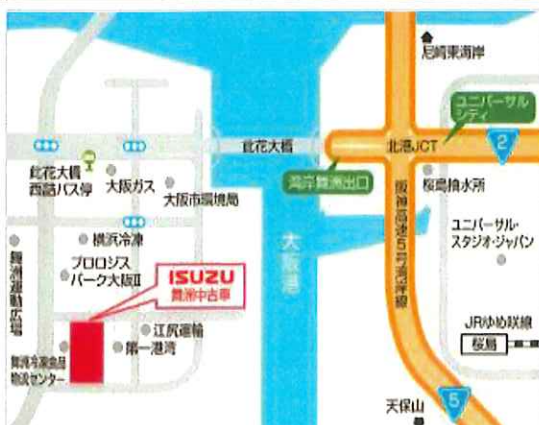 尼崎東海岸
ユニバーサル
シティ
此花大橋
北港JCT
2
此花大橋
西詰バス停
大阪ガス
大阪市環境局
湾岸舞洲出口
桜島抽水所
大阪港
阪神高速5号湾岸線
ユニバーサル・
スタジオ・ジャパン
横浜冷凍
舞洲運動広場
プロロジス
パーク大阪Ⅱ
ISUZU
舞洲中古車
江尻運輸
第一港湾
舞洲冷凍食品
物流センター
JRゆめ咲線
桜島
天保山
5